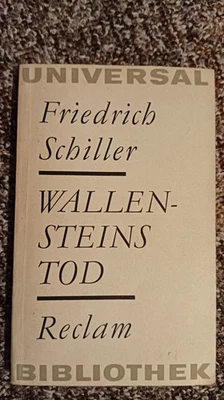 UNIVERSAL
Friedrich
Schiller
WALLEN-
STEINS
TOD
Reclam
BIBLIOTHEK